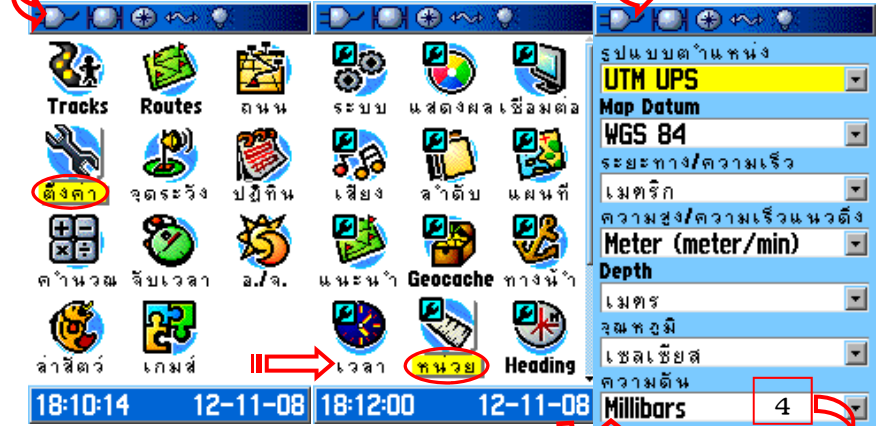 Tracks Routes ถนน
ตั้งค่า จุดระวัง ปฏิทิน
คำนวณ จับเวลา อ./จ.
ล่าสัตว์ เกมส์
18:10:14 12-11-08
ระบบ แสดงผล เชื่อมต่อ
เสียง ลำดับ แผนที่
แนะนำ Geocache ทางน้ำ
เวลา หน่วย Heading
18:12:00 12-11-08
รูปแบบตำแหน่ง
UTM UPS
Map Datum
WGS 84
ระยะทาง/ความเร็ว
เมตริก
ความสูง/ความเร็วแนวดิ่ง
Meter (meter/min)
Depth
เมตร
อุณหภูมิ
เซลเซียส
ความดัน
Millibars 4